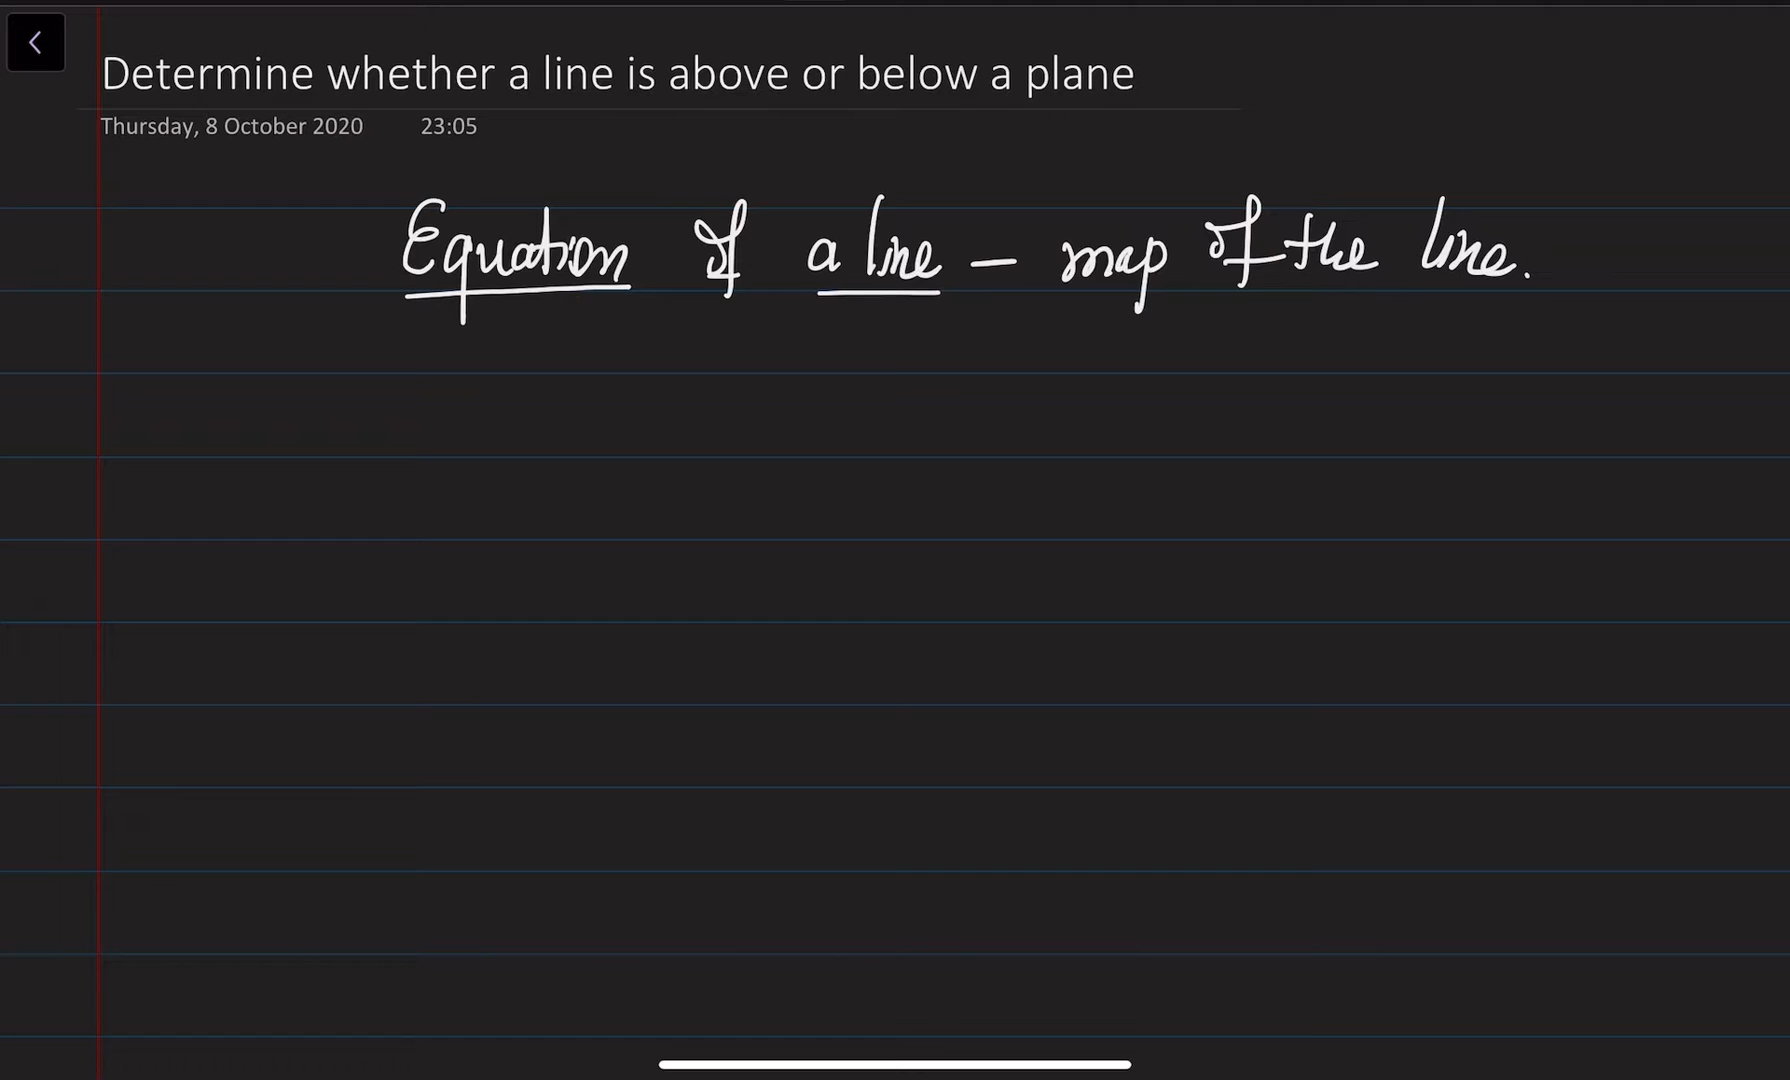 Determine whether a line is above or below a plane
Thursday, 8 October 2020 23:05
Equation of a line – map of the line.